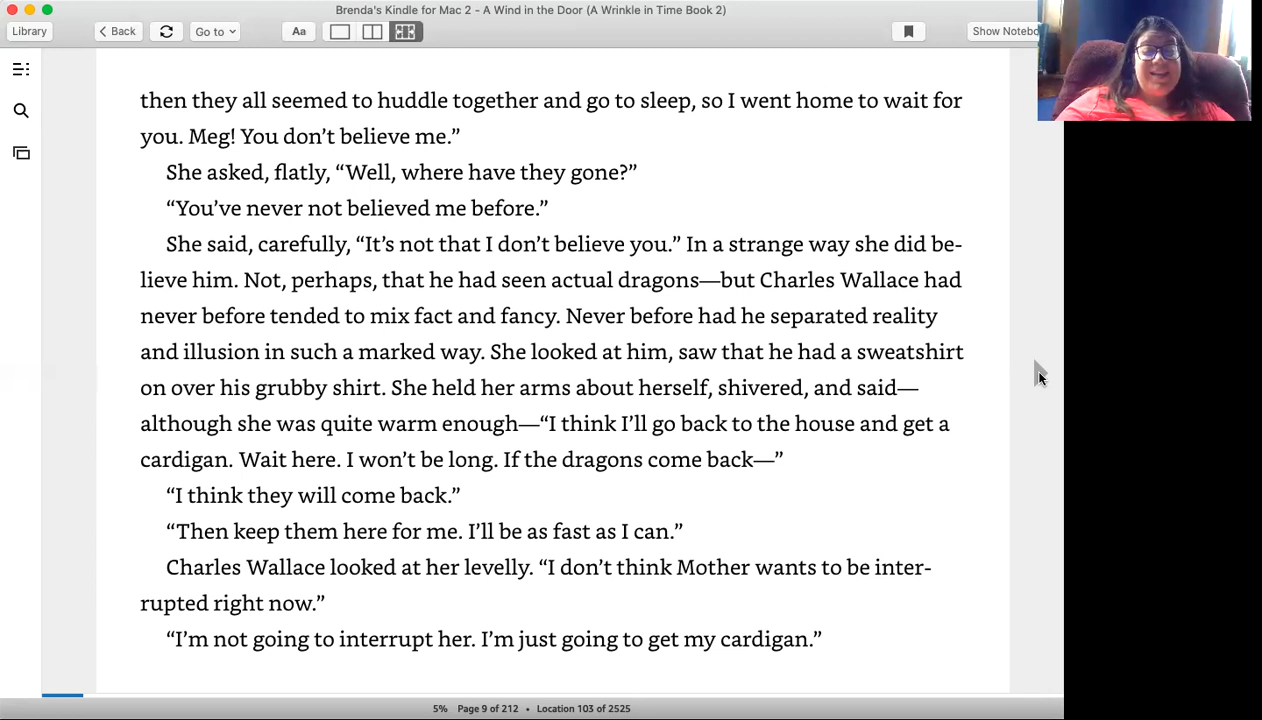 Brenda's Kindle for Mac 2 - A Wind in the Door (A Wrinkle in Time Book 2)
Library
Back
Go to
Aa
Show Notebo
then they all seemed to huddle together and go to sleep, so I went home to wait for
you. Meg! You don’t believe me.”
She asked, flatly, “Well, where have they gone?”
“You’ve never not believed me before.”
She said, carefully, “It’s not that I don’t believe you.” In a strange way she did be-
lieve him. Not, perhaps, that he had seen actual dragons—but Charles Wallace had
never before tended to mix fact and fancy. Never before had he separated reality
and illusion in such a marked way. She looked at him, saw that he had a sweatshirt
on over his grubby shirt. She held her arms about herself, shivered, and said—
although she was quite warm enough—“I think I’ll go back to the house and get a
cardigan. Wait here. I won’t be long. If the dragons come back—”
“I think they will come back.”
“Then keep them here for me. I’ll be as fast as I can.”
Charles Wallace looked at her levelly. “I don’t think Mother wants to be inter-
rupted right now.”
“I’m not going to interrupt her. I’m just going to get my cardigan.”
5% Page 9 of 212 • Location 103 of 2525